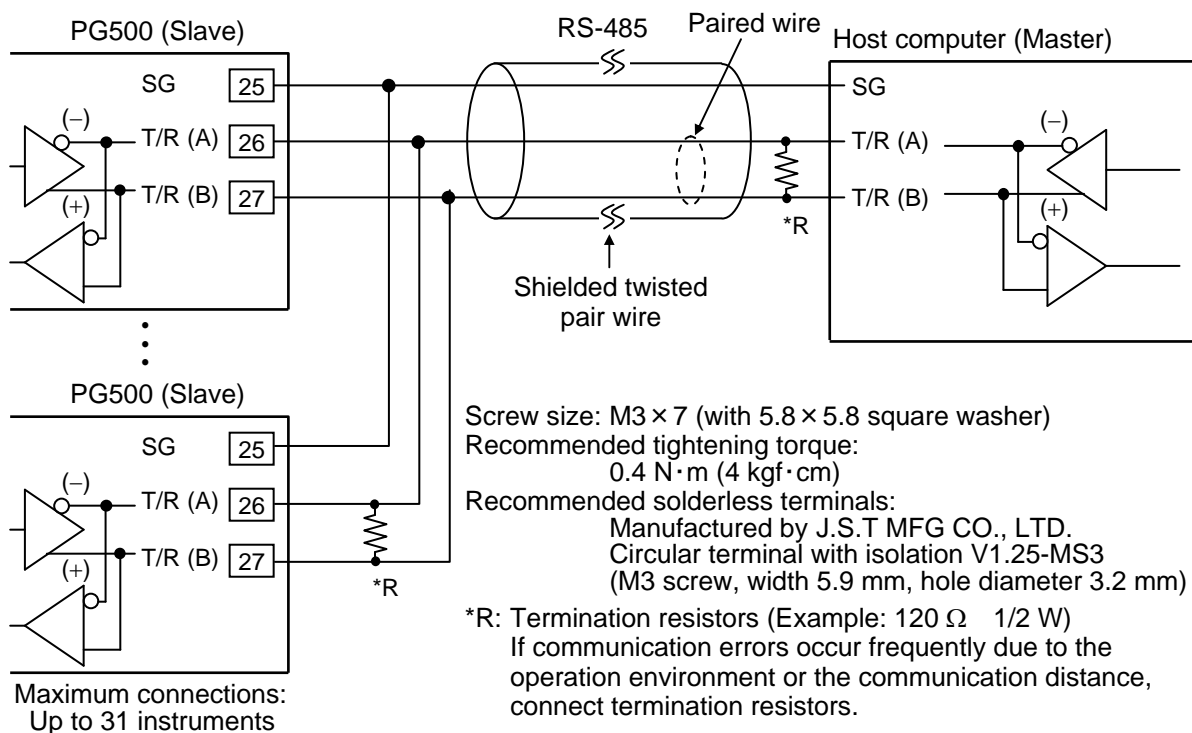 PG500 (Slave)
SG
25
(−)
T/R (A)
26
T/R (B)
27
(+)
RS-485
Paired wire
*R
Shielded twisted
pair wire
Host computer (Master)
SG
T/R (A)
(−)
T/R (B)
(+)
PG500 (Slave)
SG
25
(−)
T/R (A)
26
T/R (B)
27
(+)
*R
Maximum connections:
Up to 31 instruments
Screw size: M3 × 7 (with 5.8 × 5.8 square washer)
Recommended tightening torque:
0.4 N・m (4 kgf・cm)
Recommended solderless terminals:
Manufactured by J.S.T MFG CO., LTD.
Circular terminal with isolation V1.25-MS3
(M3 screw, width 5.9 mm, hole diameter 3.2 mm)
*R: Termination resistors (Example: 120 Ω 1/2 W)
If communication errors occur frequently due to the
operation environment or the communication distance,
connect termination resistors.